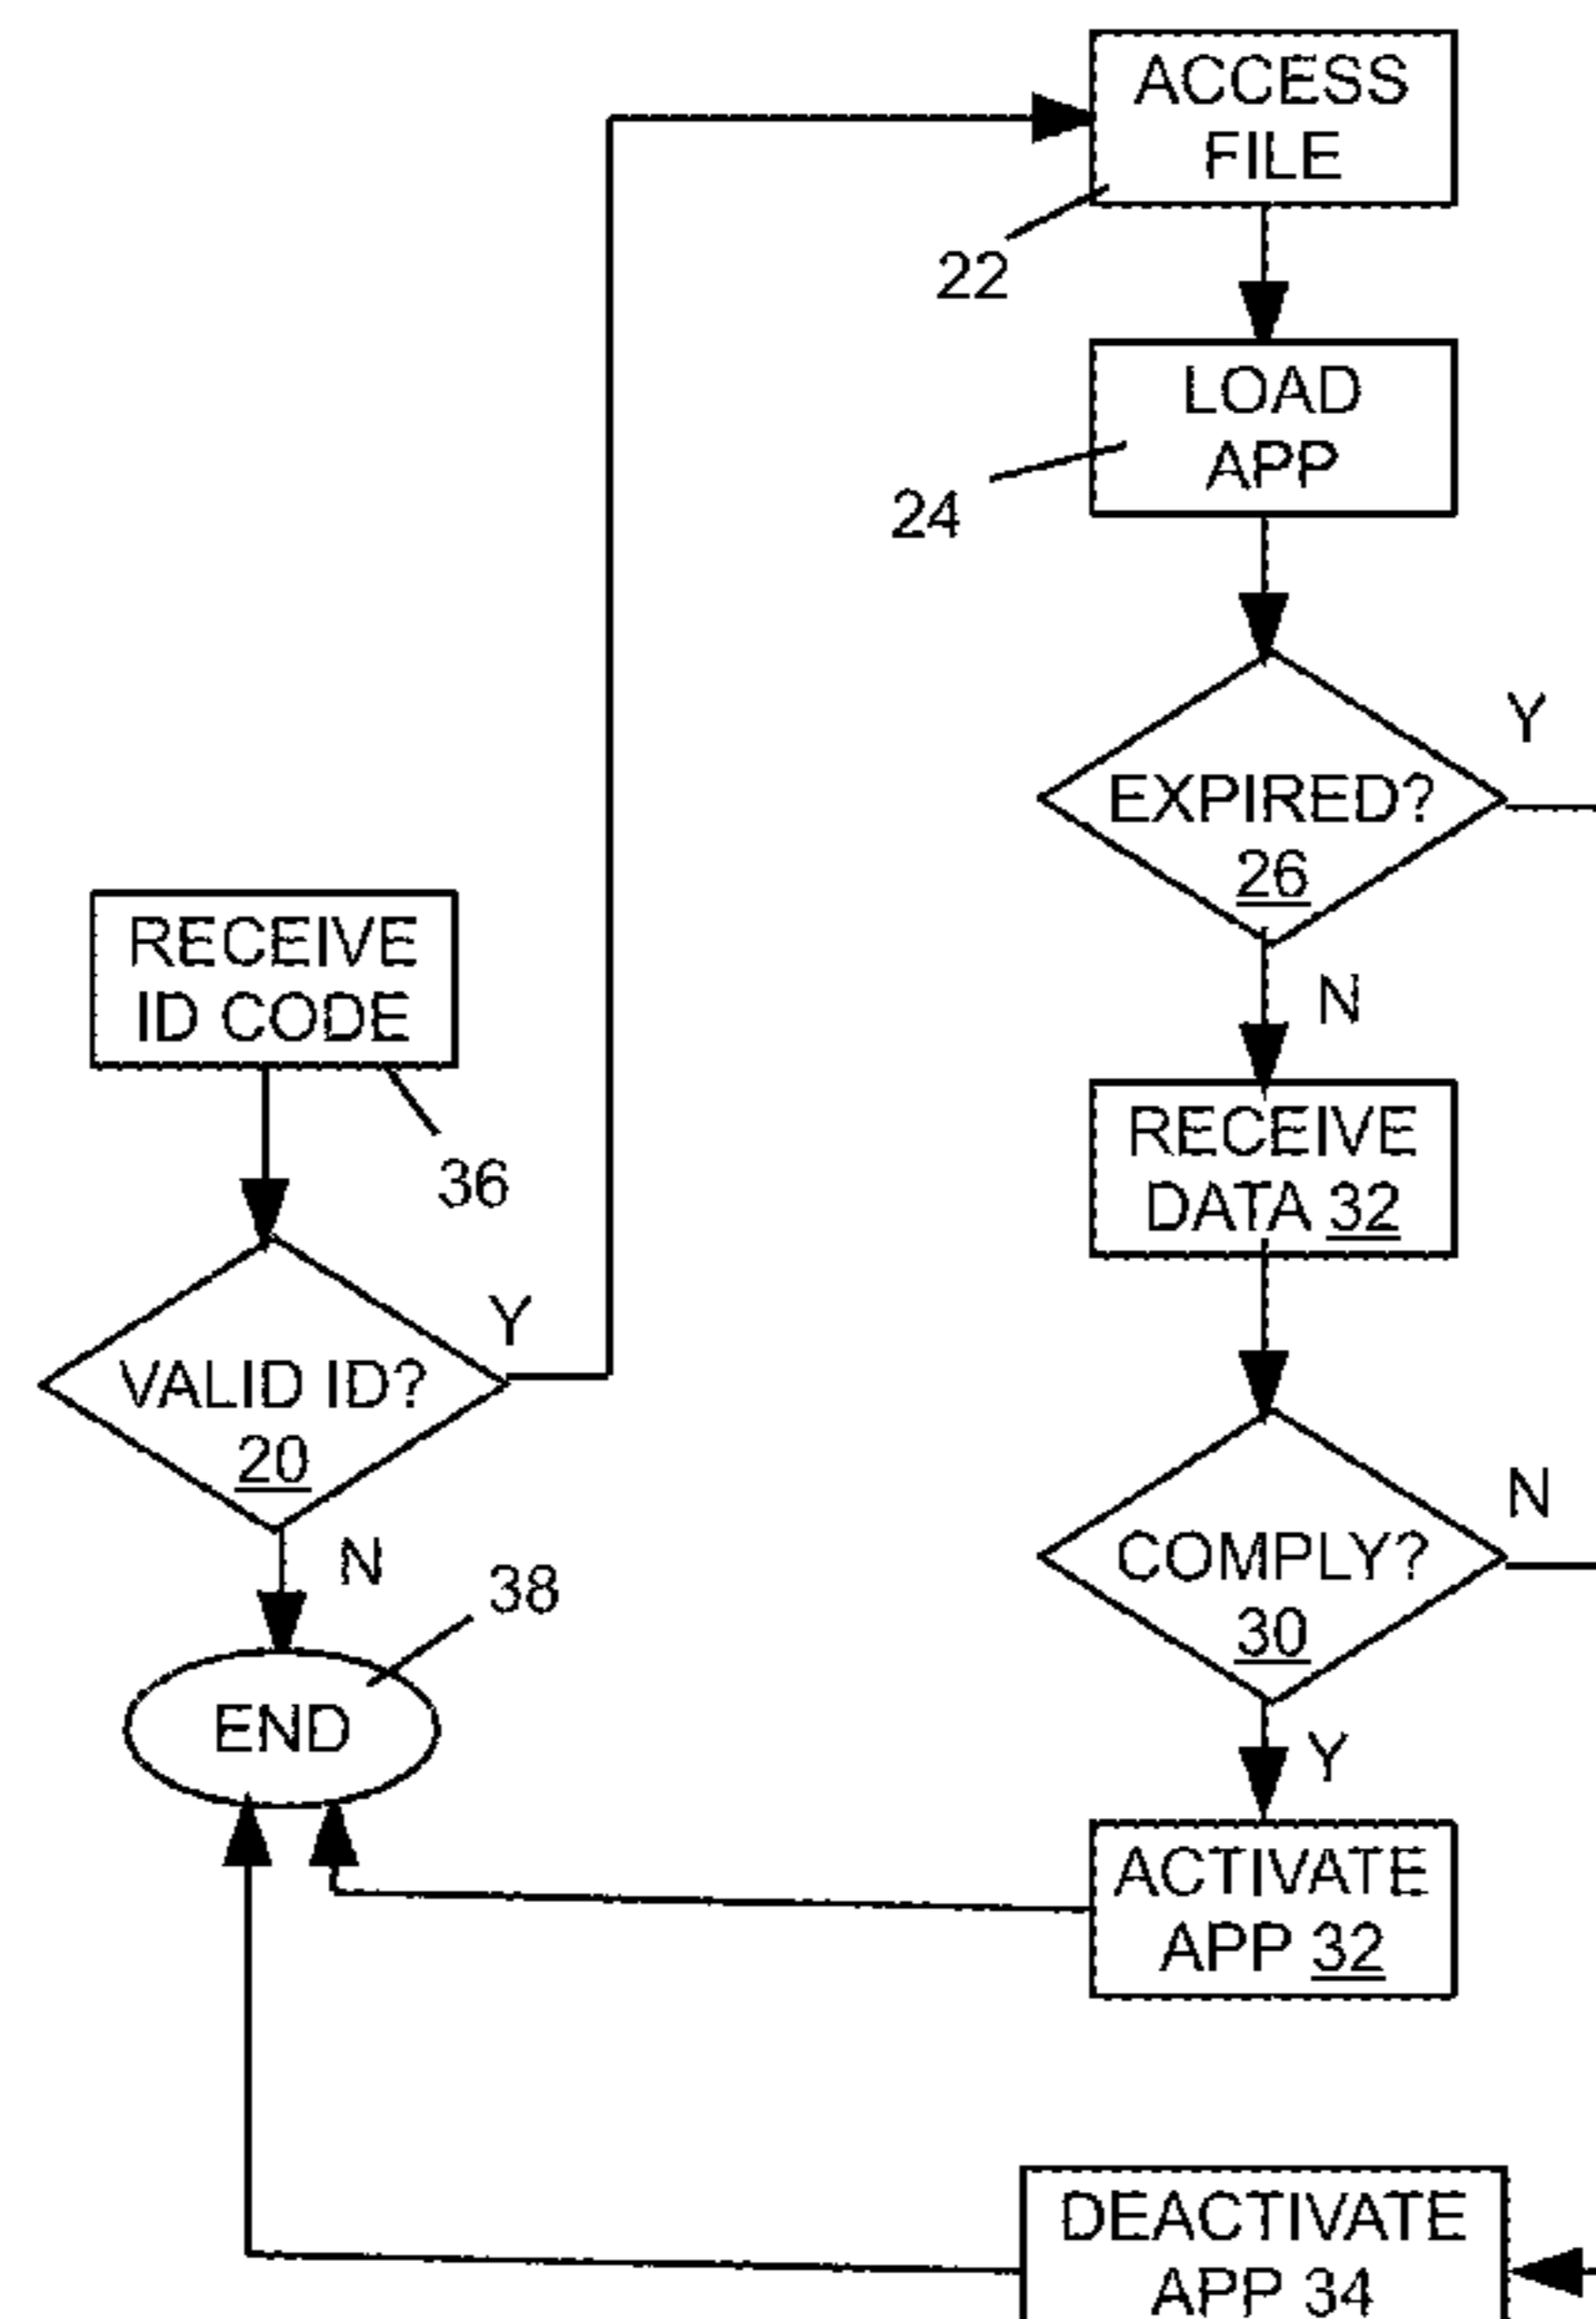 ACCESS
FILE
22
LOAD
APP
24
EXPIRED?
26
Y
N
RECEIVE
ID CODE
36
RECEIVE
DATA 32
VALID ID?
20
Y
N
38
END
COMPLY?
30
N
Y
ACTIVATE
APP 32
DEACTIVATE
APP 34